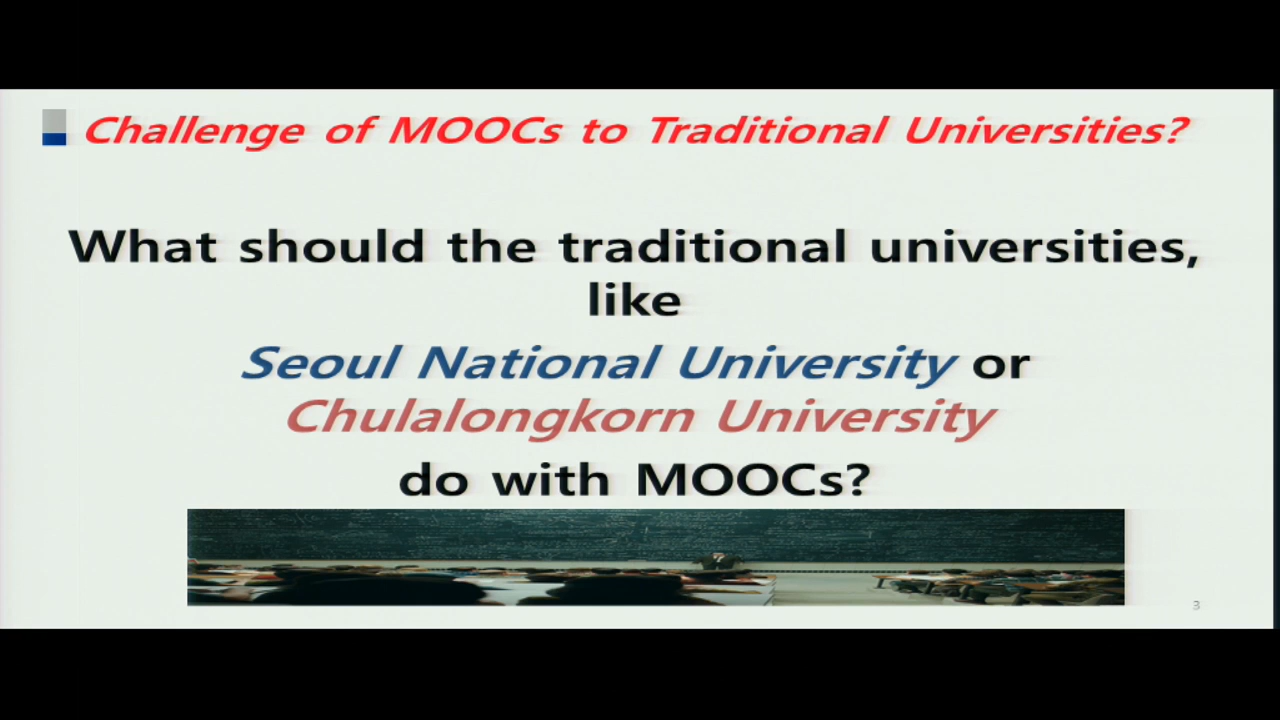 Challenge of MOOCs to Traditional Universities?
What should the traditional universities,
like
Seoul National University or
Chulalongkorn University
do with MOOCs?
3